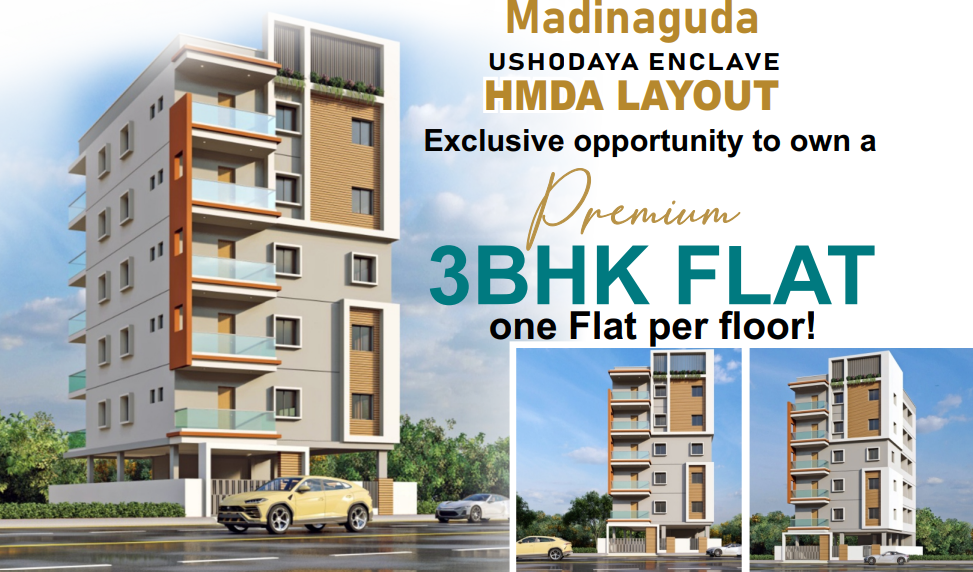 Madinaguda
USHODAYA ENCLAVE
HMDA LAYOUT
Exclusive opportunity to own a
Premium
3BHK FLAT
one Flat per floor!